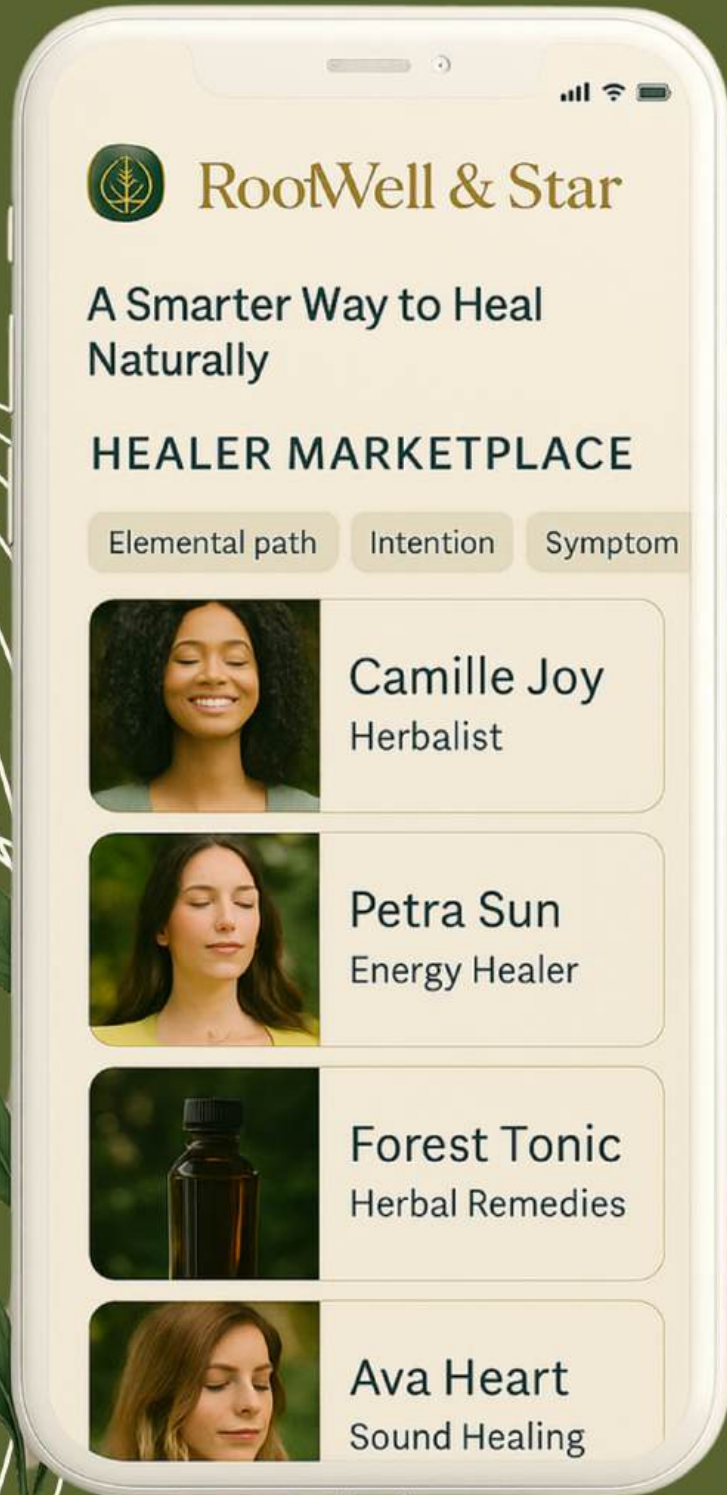 RootWell & Star
A Smarter Way to Heal
Naturally
HEALER MARKETPLACE
Elemental path
Intention
Symptom
Camille Joy
Herbalist
Petra Sun
Energy Healer
Forest Tonic
Herbal Remedies
Ava Heart
Sound Healing